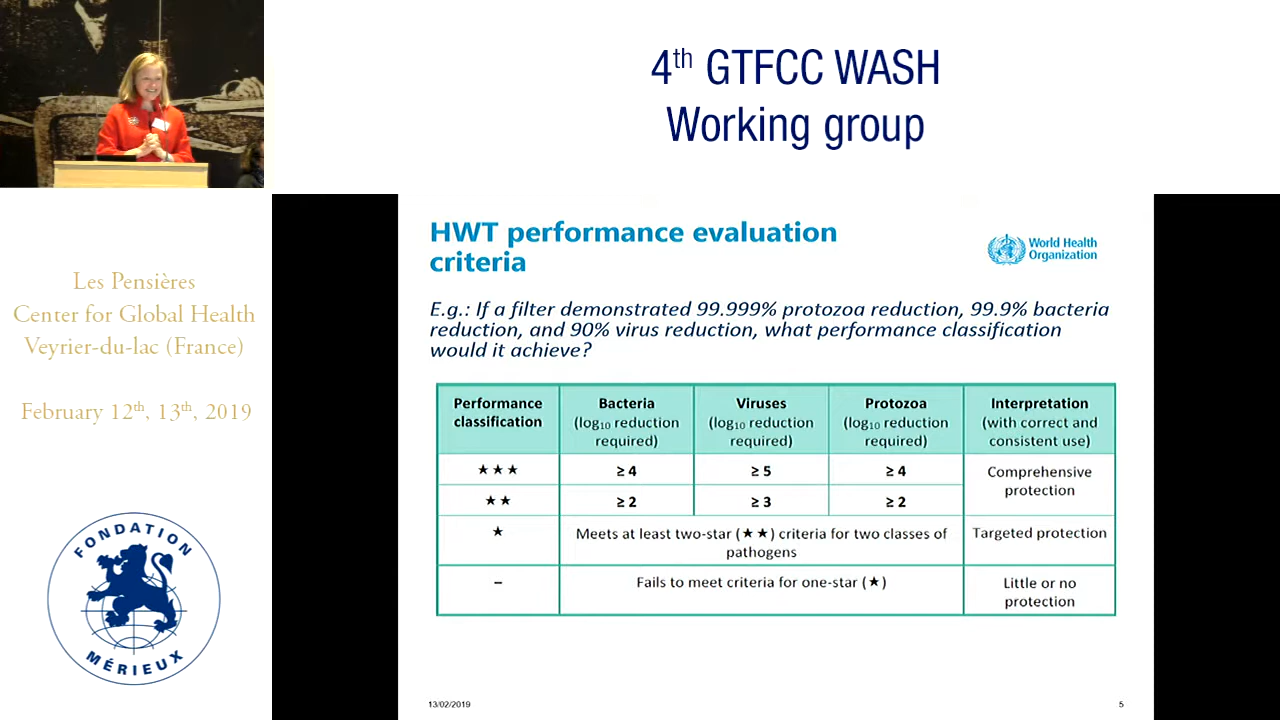 4th GTFCC WASH
Working group
Les Pensières
Center for Global Health
Veyrier-du-lac (France)
February 12th, 13th, 2019
FONDATION
MÉRIEUX
HWT performance evaluation
criteria
World Health
Organization
E.g.: If a filter demonstrated 99.999% protozoa reduction, 99.9% bacteria
reduction, and 90% virus reduction, what performance classification
would it achieve?
Performance
classification
Bacteria
(log10 reduction
required)
Viruses
(log10 reduction
required)
Protozoa
(log10 reduction
required)
Interpretation
(with correct and
consistent use)
★★★
≥ 4
≥ 5
≥ 4
Comprehensive
protection
★★
≥ 2
≥ 3
≥ 2
★
Meets at least two-star (★★) criteria for two classes of
pathogens
Targeted protection
–
Fails to meet criteria for one-star (★)
Little or no
protection
13/02/2019
5